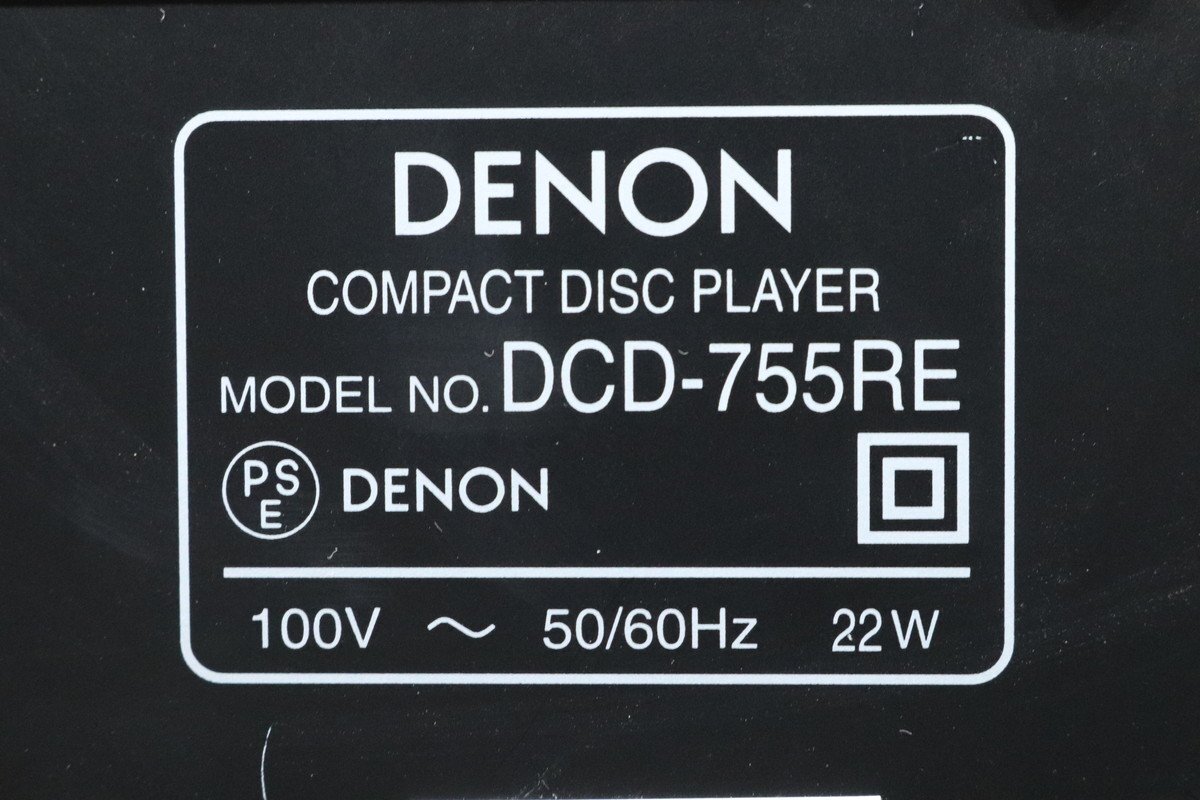 DENON
COMPACT DISC PLAYER
MODEL NO. DCD-755RE
PSE DENON
100V ~ 50/60Hz 22W